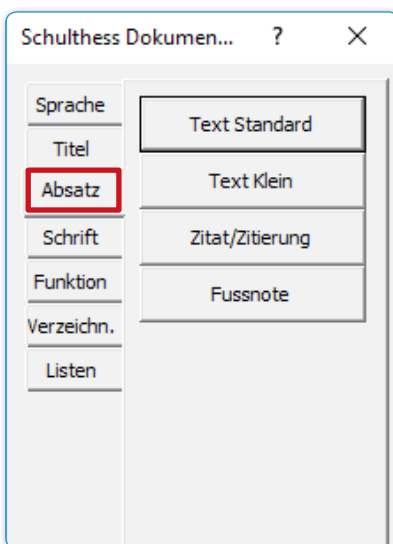 Schulthess Dokumen... ? ×
Sprache
Titel
Absatz
Schrift
Funktion
Verzeichn.
Listen
Text Standard
Text Klein
Zitat/Zitierung
Fussnote